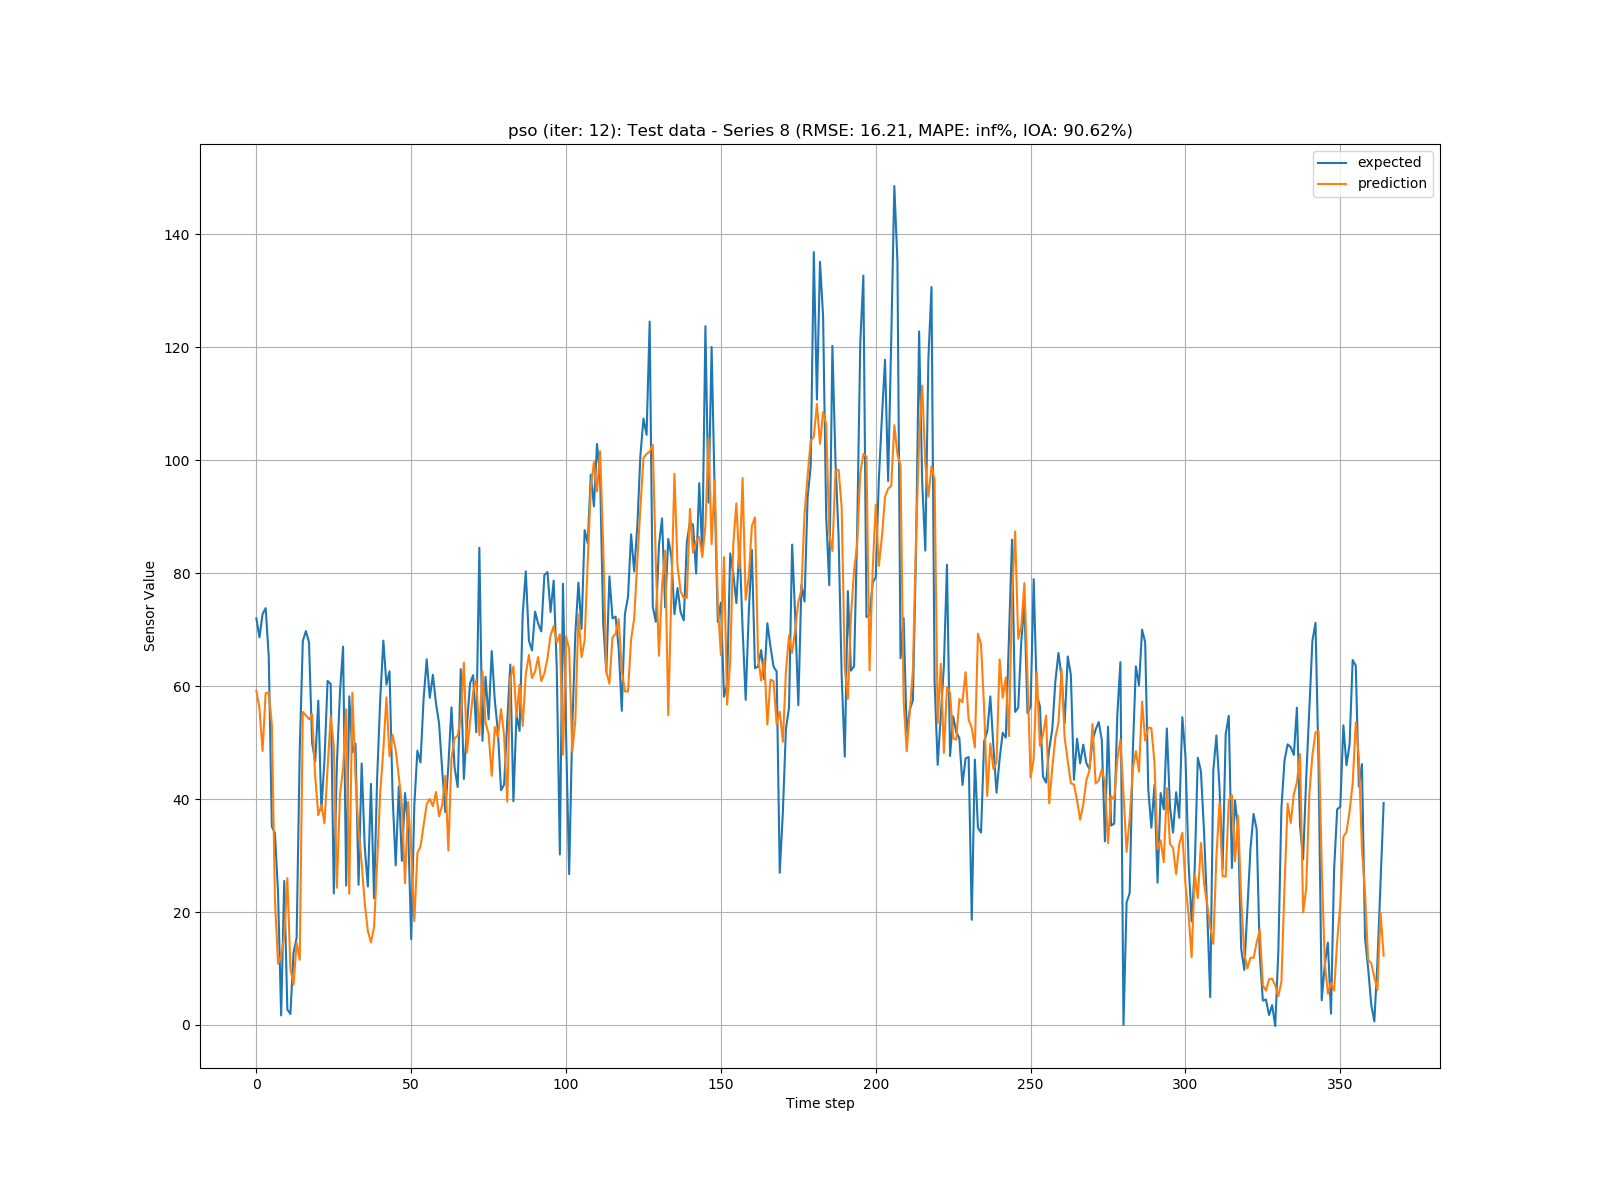 pso (iter: 12): Test data - Series 8 (RMSE: 16.21, MAPE: inf%, IOA: 90.62%)
expected
prediction
140
120
100
80
60
40
20
0
Sensor Value
0 50 100 150 200 250 300 350
Time step